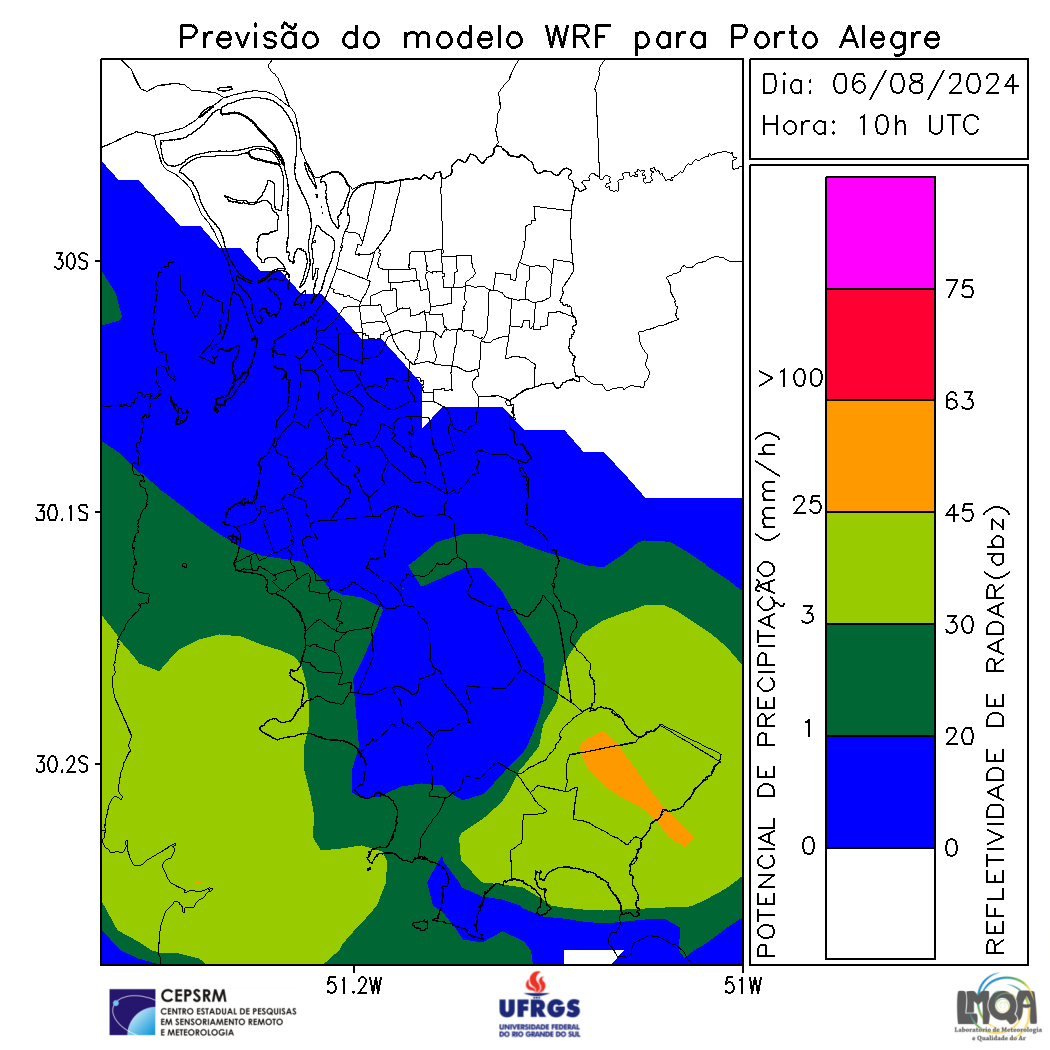 Previsão do modelo WRF para Porto Alegre
Dia: 06/08/2024
Hora: 10h UTC
30S
30.1S
30.2S
51.2W
51W
POTENCIAL DE PRECIPITAÇÃO (mm/h)
>100
25
3
1
0
75
63
45
30
20
0
REFLETIVIDADE DE RADAR(dbz)
CEPSRM
CENTRO ESTADUAL DE PESQUISAS
EM SENSORIAMENTO REMOTO
E METEOROLOGIA
UFRGS
UNIVERSIDADE FEDERAL
DO RIO GRANDE DO SUL
LMQA
Laboratório de Meteorologia
e Qualidade do Ar